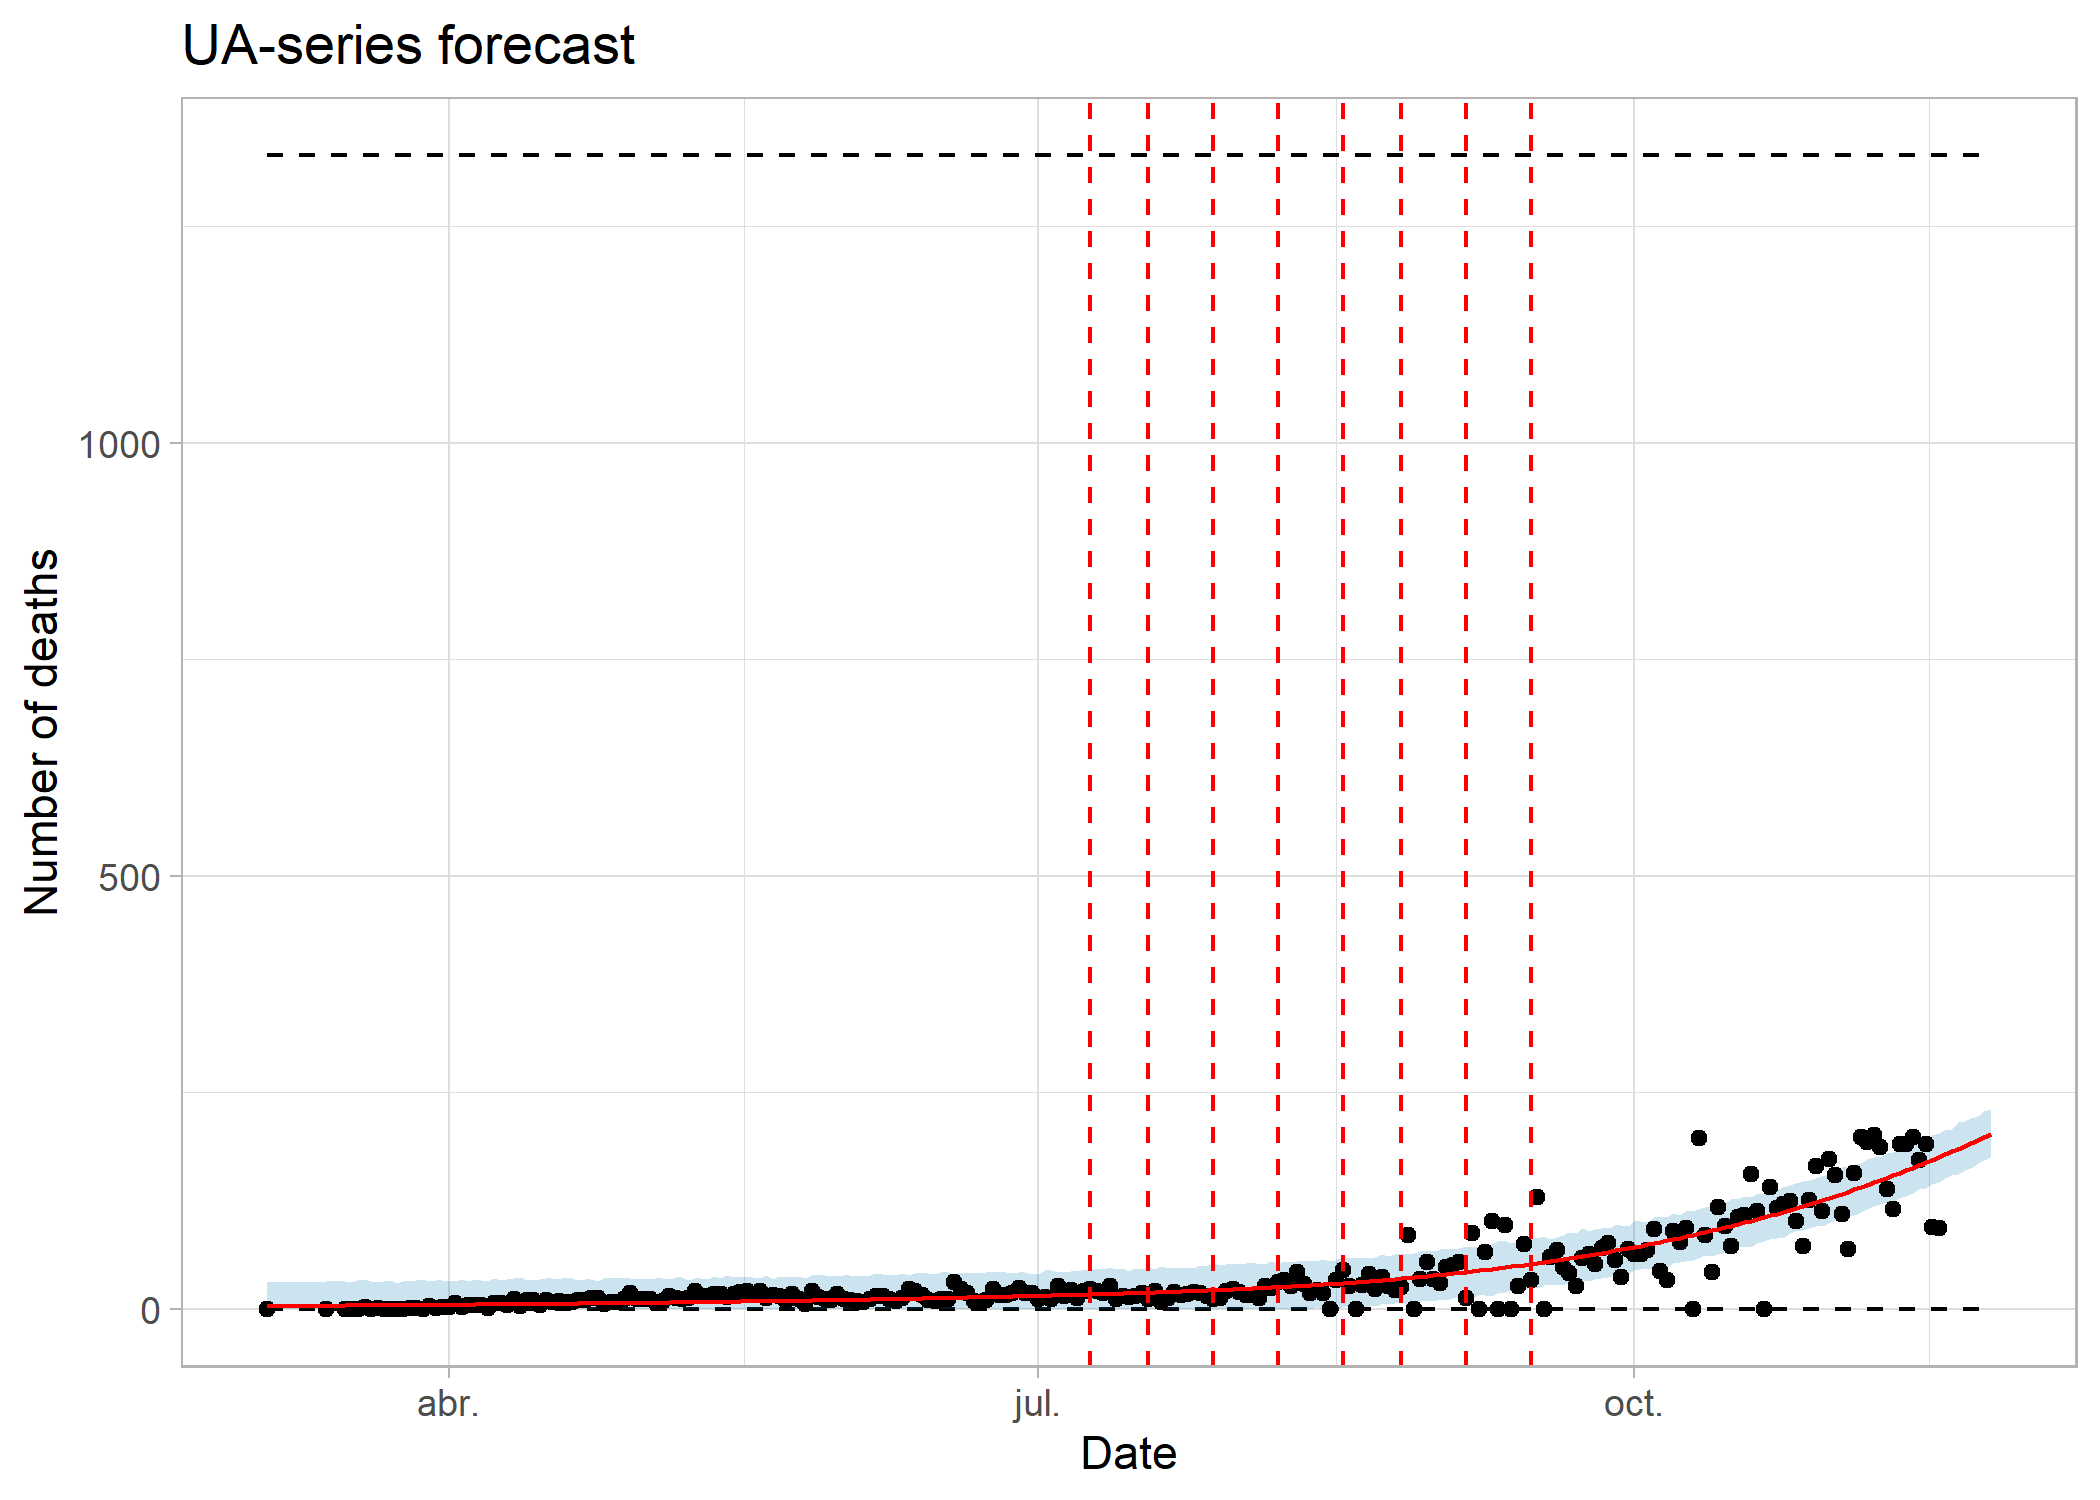 UA-series forecast
Number of deaths
1000
500
0
abr.
jul.
oct.
Date